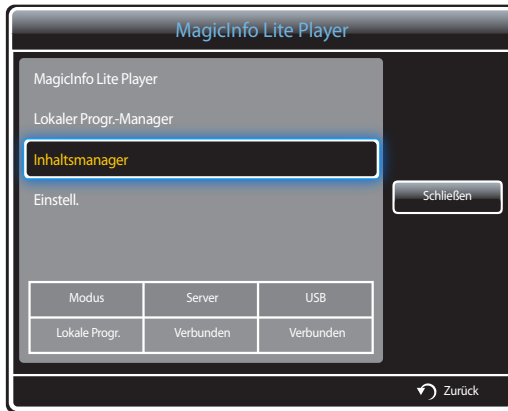 MagicInfo Lite Player
MagicInfo Lite Player
Lokaler Progr.-Manager
Inhaltsmanager
Einstell.
Schließen
Modus Server USB
Lokale Progr. Verbunden Verbunden
Zurück